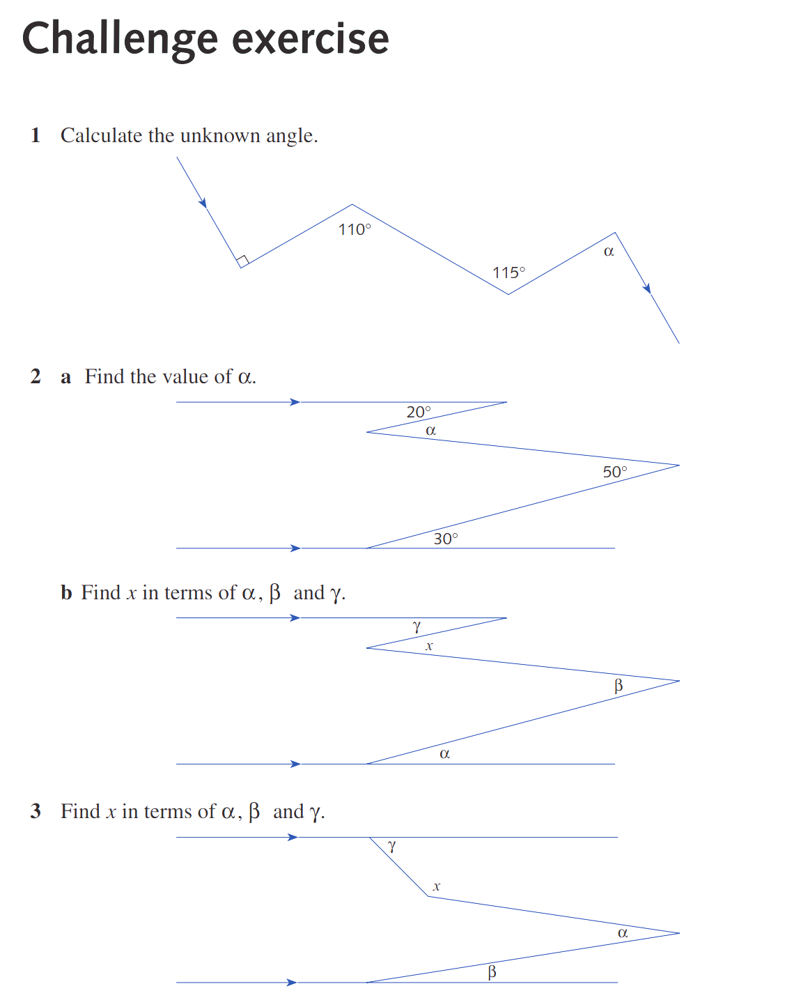 Challenge exercise
1 Calculate the unknown angle.
110°
115°
α
2 a Find the value of α.
20°
α
50°
30°
b Find x in terms of α, β and γ.
γ
x
β
α
3 Find x in terms of α, β and γ.
γ
x
α
β